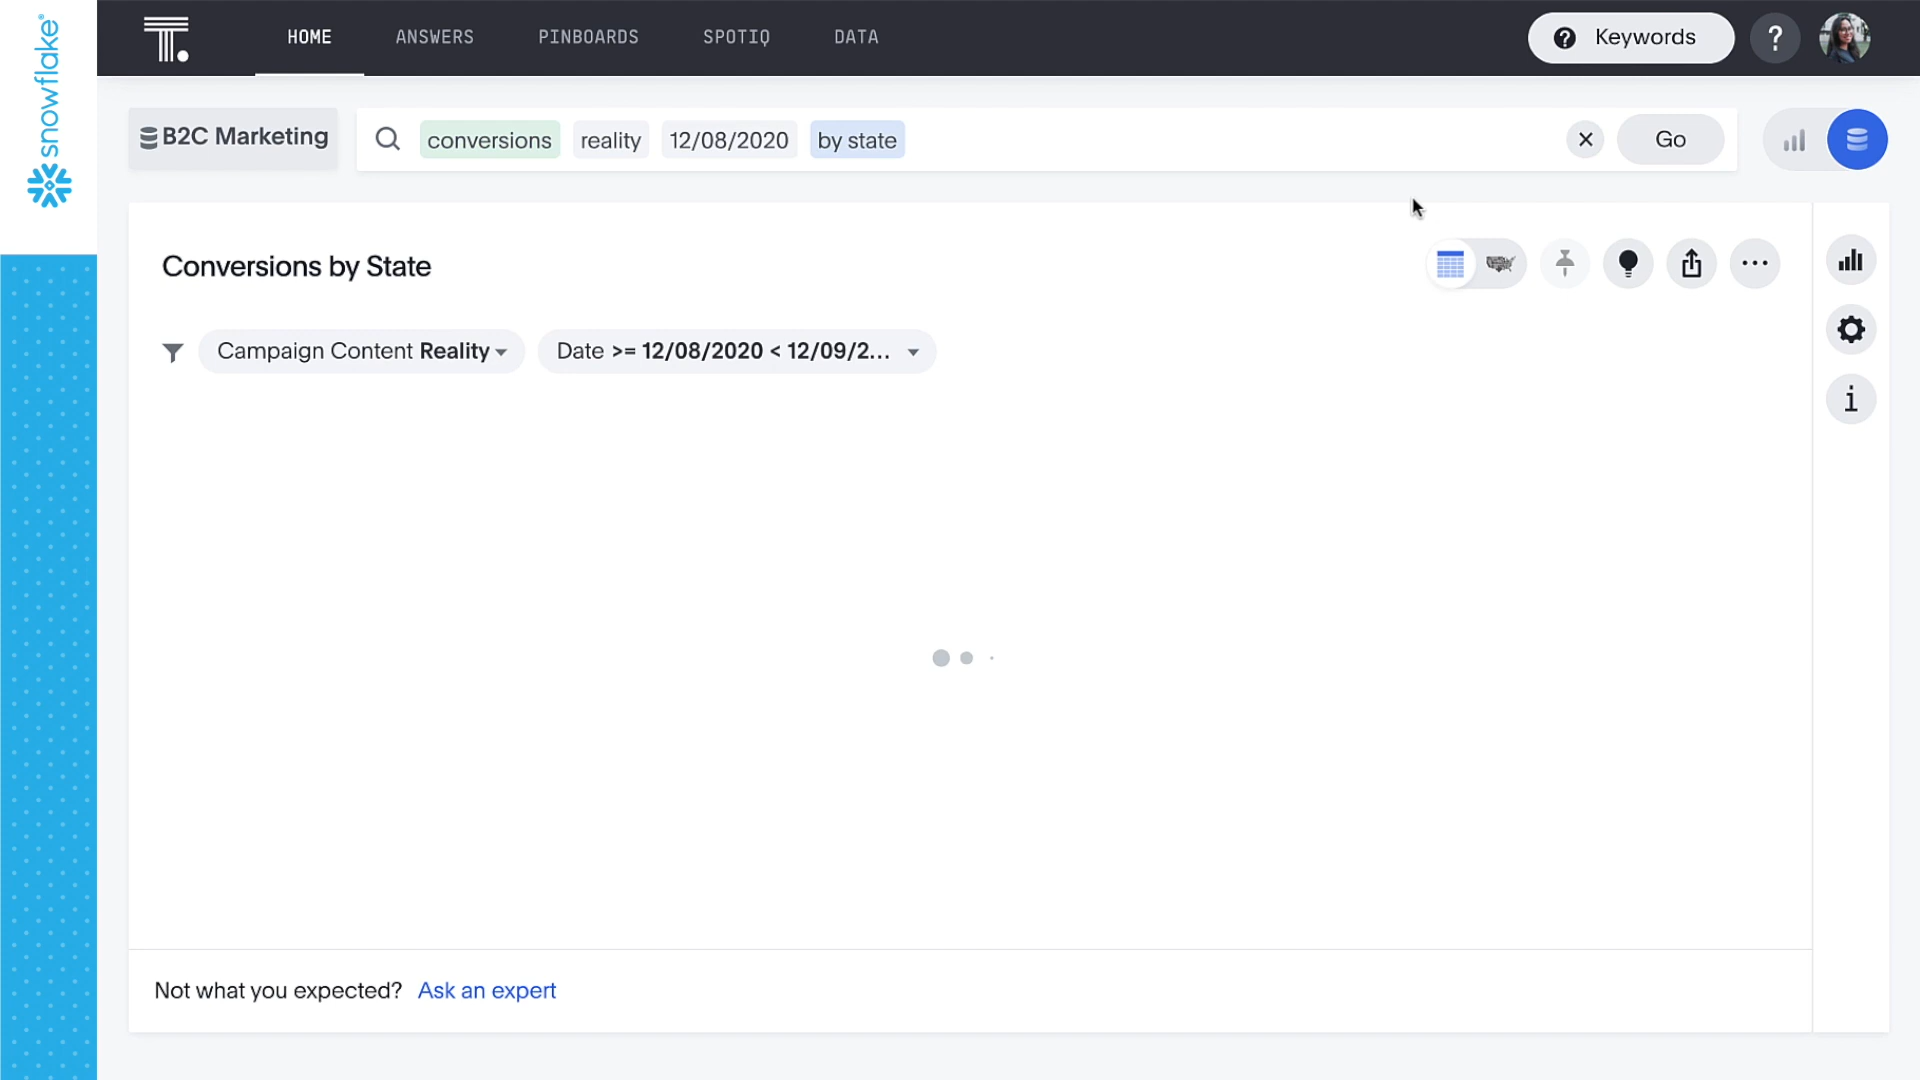 snowflake®
HOME ANSWERS PINBOARDS SPOTIQ DATA
? Keywords ?
B2C Marketing conversions reality 12/08/2020 by state Go
Conversions by State
Campaign Content Reality Date >= 12/08/2020 < 12/09/2...
i
Not what you expected? Ask an expert